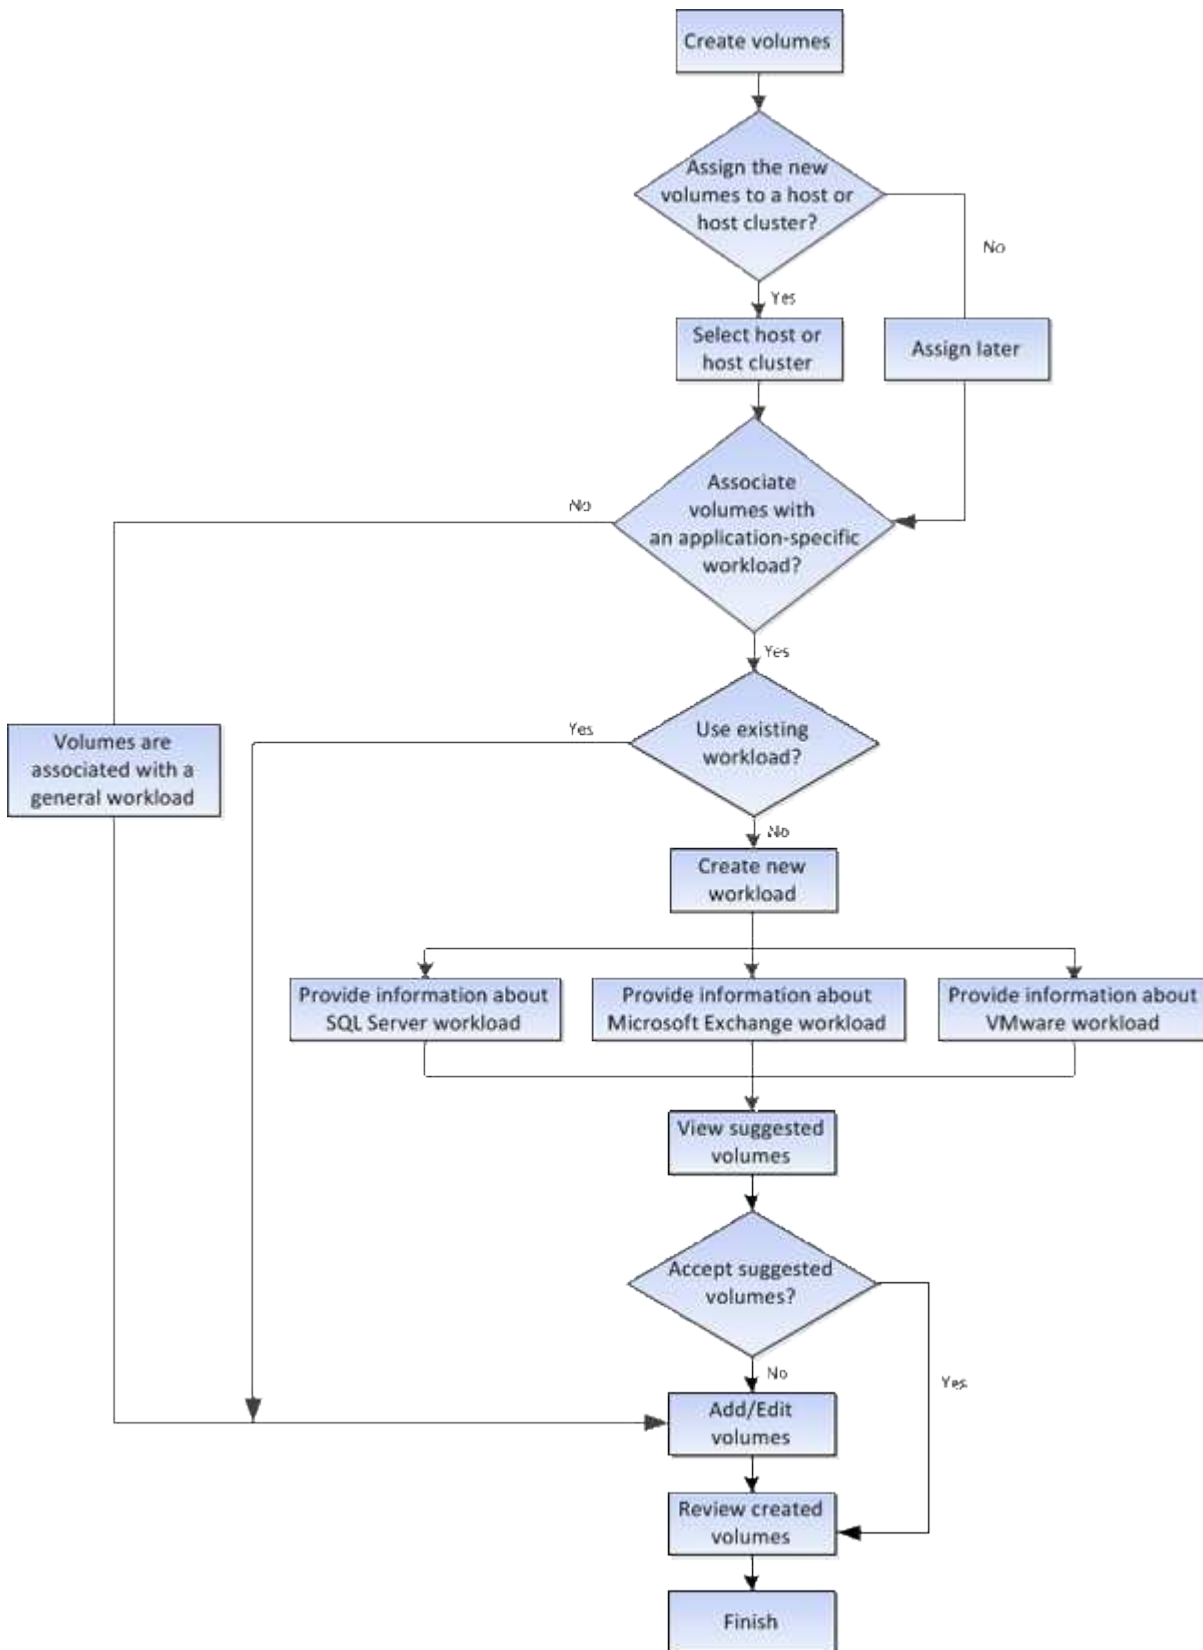 Create volumes
Assign the new
volumes to a host or
host cluster?
No
Yes
Select host or
host cluster
Assign later
Associate
volumes with
an application-specific
workload?
No
Yes
Use existing
workload?
Yes
Volumes are
associated with a
general workload
No
Create new
workload
Provide information about
SQL Server workload
Provide information about
Microsoft Exchange workload
Provide information about
VMware workload
View suggested
volumes
Accept suggested
volumes?
No
Yes
Add/Edit
volumes
Review created
volumes
Finish